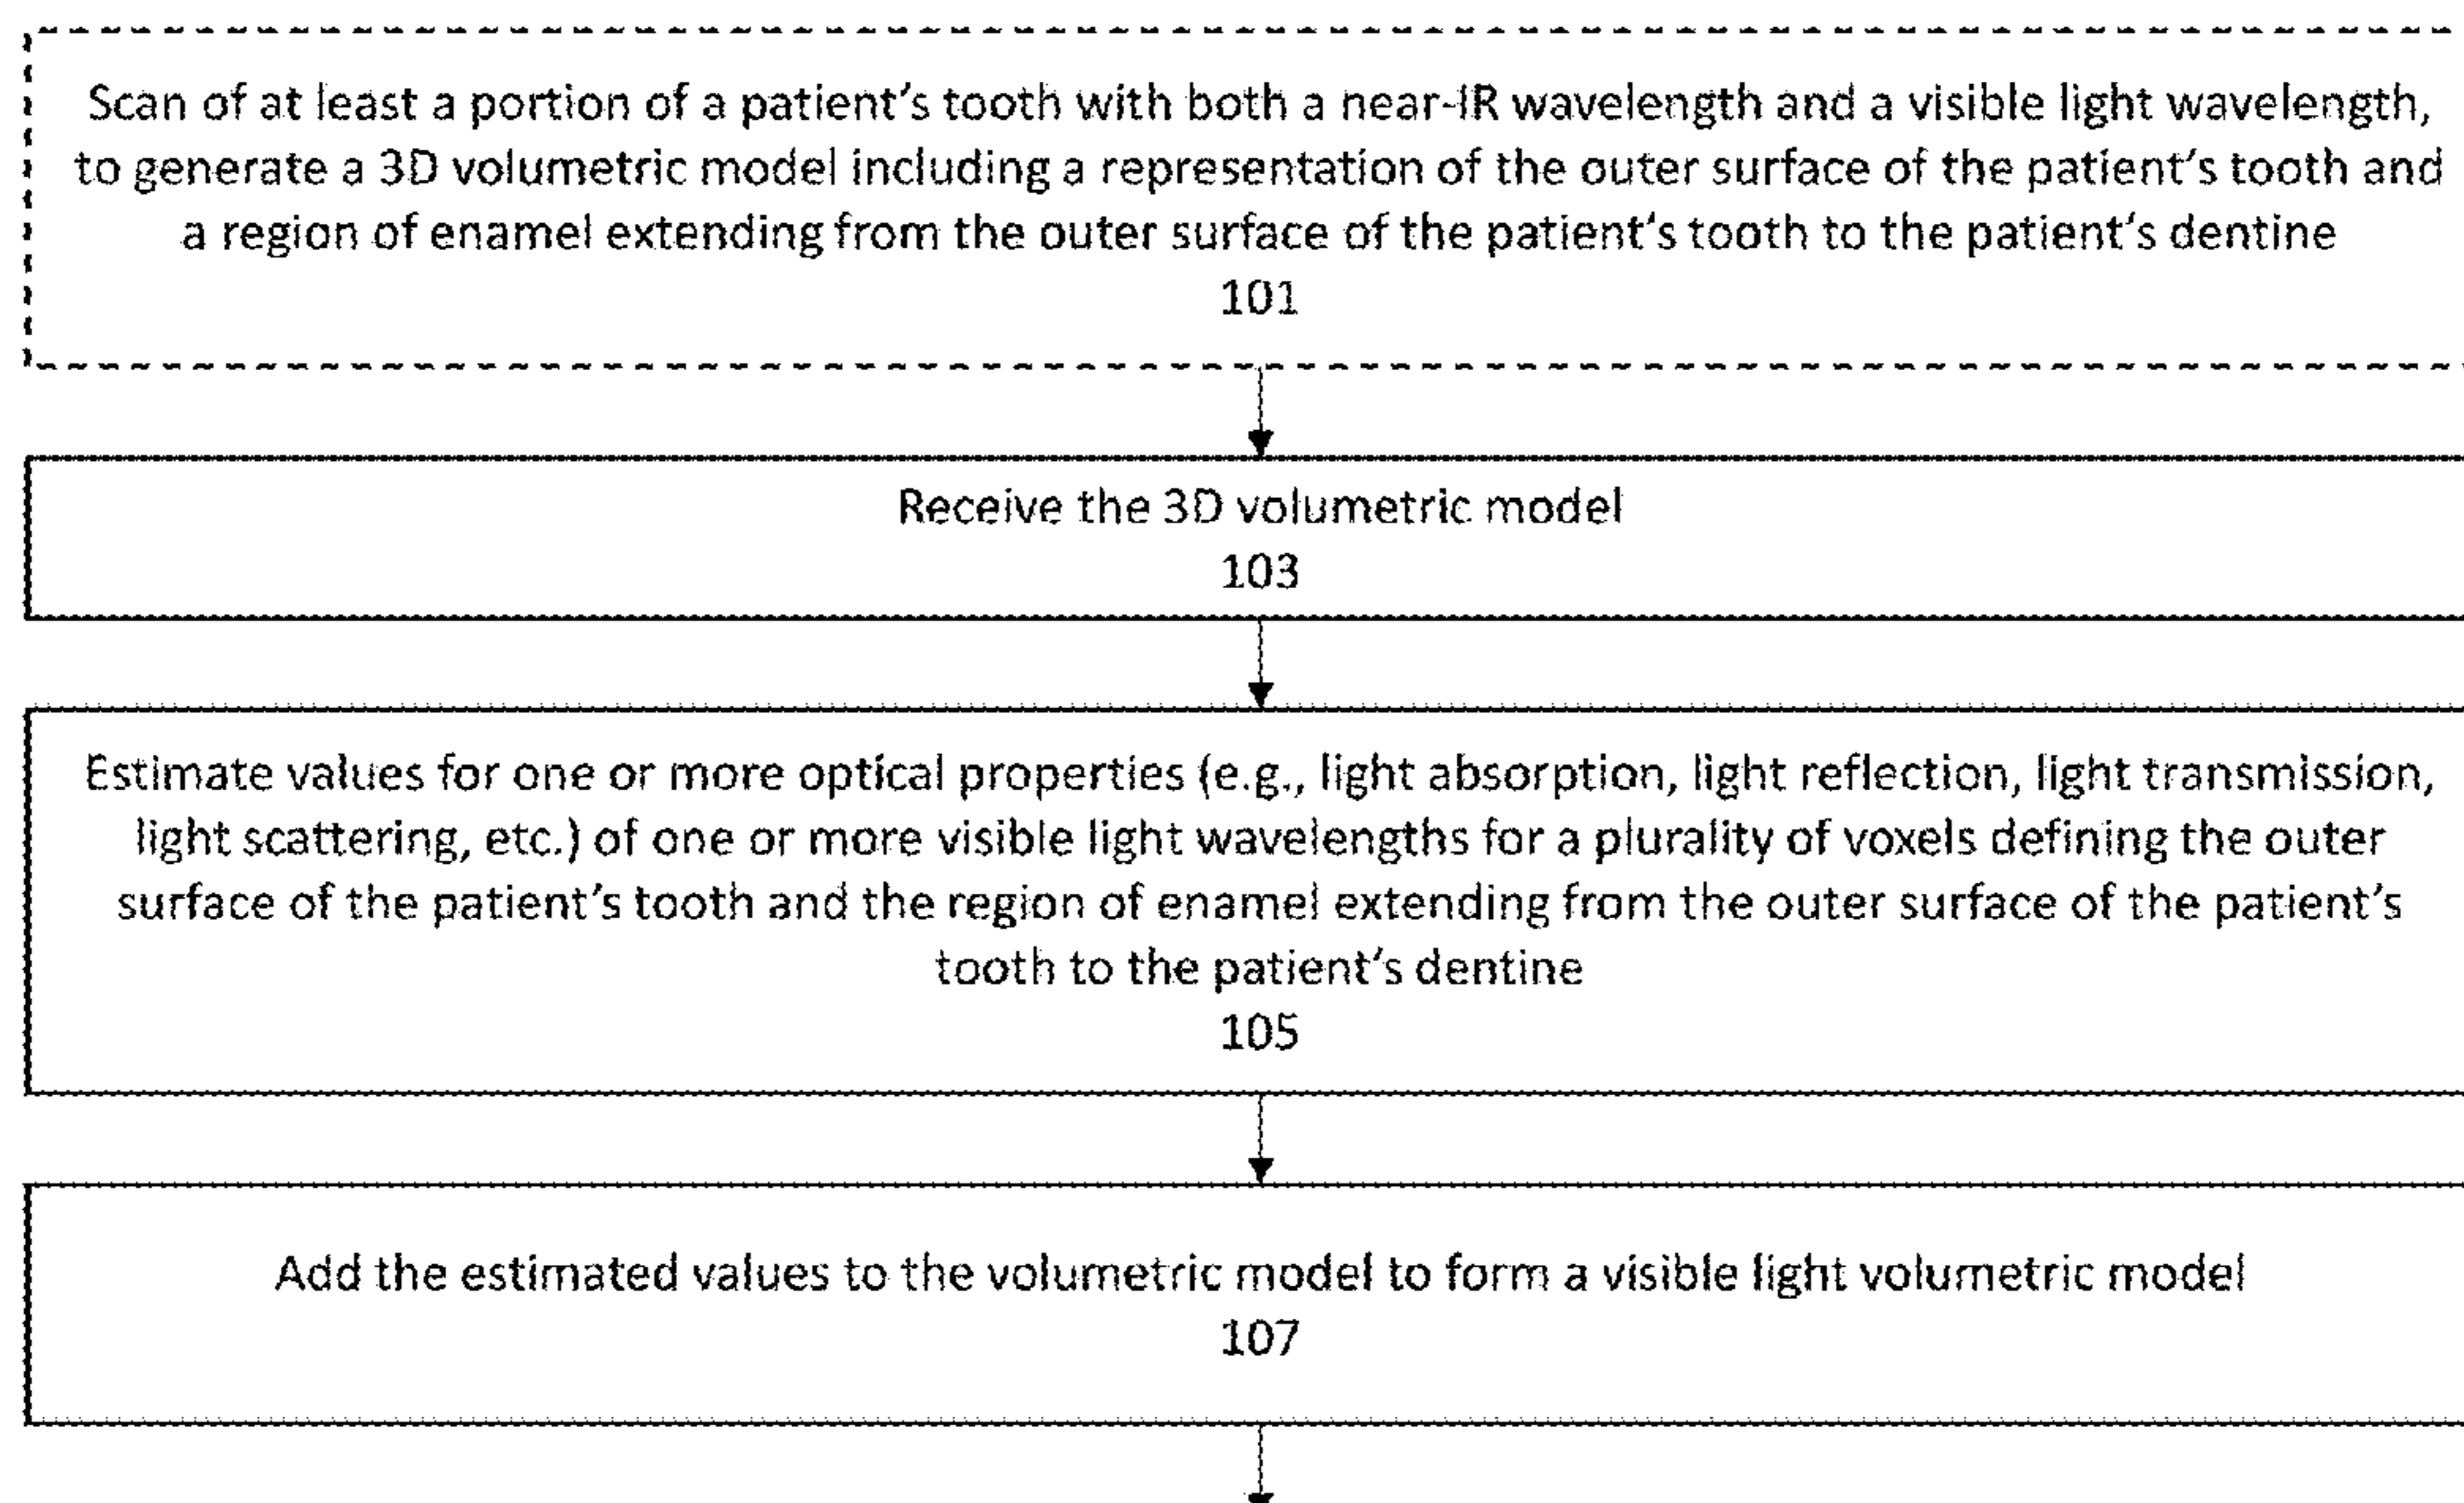 Scan of at least a portion of a patient's tooth with both a near-IR wavelength and a visible light wavelength,
to generate a 3D volumetric model including a representation of the outer surface of the patient's tooth and
a region of enamel extending from the outer surface of the patient's tooth to the patient's dentine
101
Receive the 3D volumetric model
103
Estimate values for one or more optical properties (e.g., light absorption, light reflection, light transmission,
light scattering, etc.) of one or more visible light wavelengths for a plurality of voxels defining the outer
surface of the patient's tooth and the region of enamel extending from the outer surface of the patient's
tooth to the patient's dentine
105
Add the estimated values to the volumetric model to form a visible light volumetric model
107